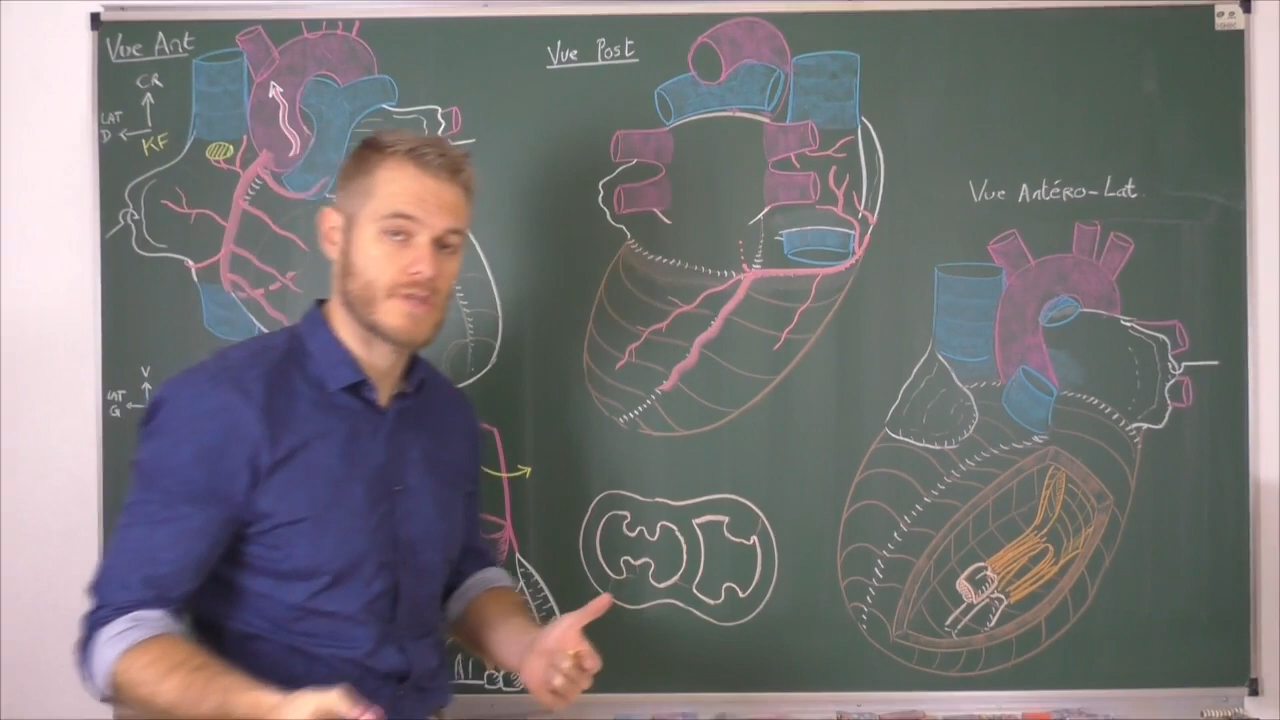 Vue Ant
Vue Post
CR
LAT
D
KF
Vue Antéro-Lat.
V
LAT
G